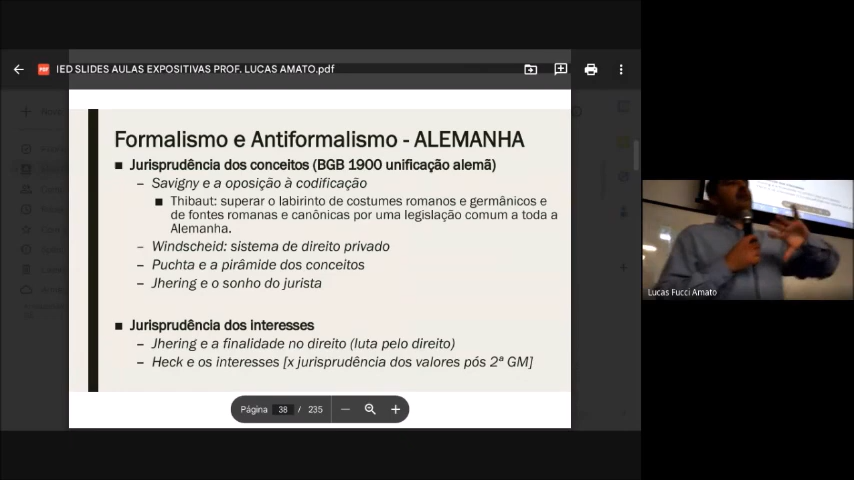 IED SLIDES AULAS EXPOSITIVAS PROF. LUCAS AMATO.pdf
Formalismo e Antiformalismo - ALEMANHA
■ Jurisprudência dos conceitos (BGB 1900 unificação alemã)
– Savigny e a oposição à codificação
■ Thibaut: superar o labirinto de costumes romanos e germânicos e
de fontes romanas e canônicas por uma legislação comum a toda a
Alemanha.
– Windscheid: sistema de direito privado
– Puchta e a pirâmide dos conceitos
– Jhering e o sonho do jurista
■ Jurisprudência dos interesses
– Jhering e a finalidade no direito (luta pelo direito)
– Heck e os interesses [x jurisprudência dos valores pós 2ª GM]
Página 38 / 235
Lucas Fucci Amato